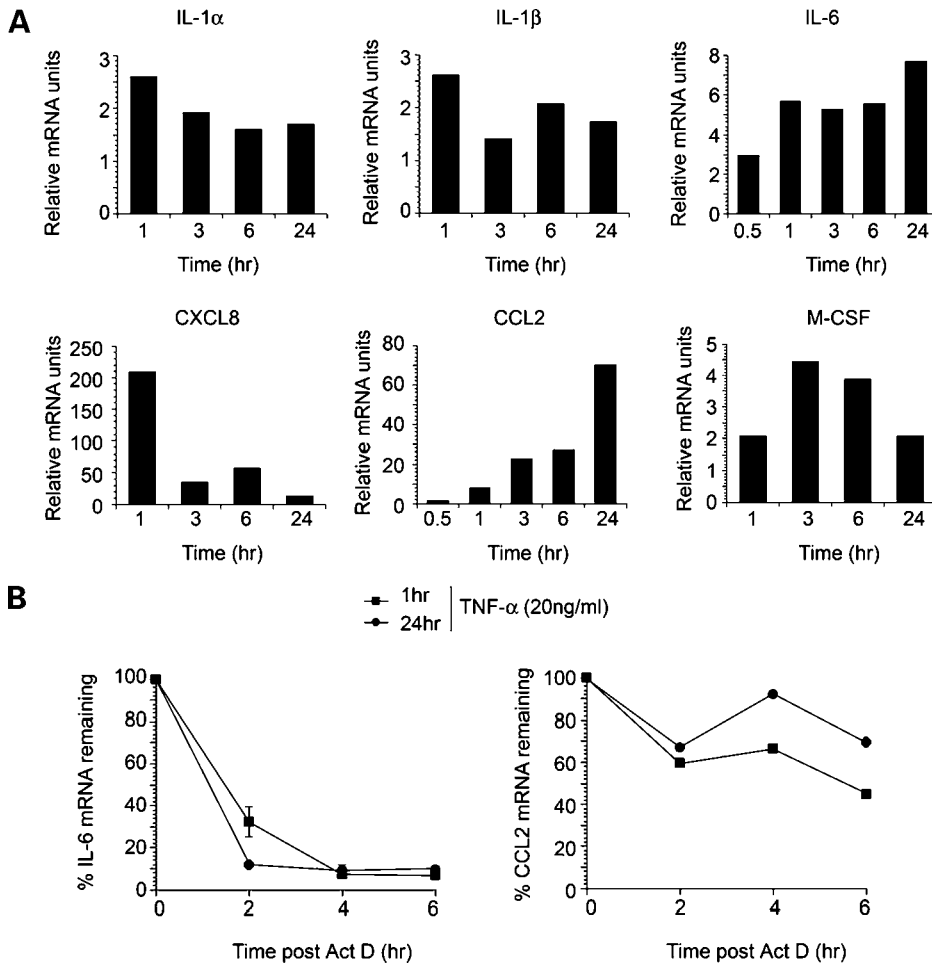 A
IL-1α
Relative mRNA units
3
2
1
0
1 3 6 24
Time (hr)
IL-1β
Relative mRNA units
3
2
1
0
1 3 6 24
Time (hr)
IL-6
Relative mRNA units
8
6
4
2
0
0.5 1 3 6 24
Time (hr)
CXCL8
Relative mRNA units
250
200
150
100
50
0
1 3 6 24
Time (hr)
CCL2
Relative mRNA units
80
60
40
20
0
0.5 1 3 6 24
Time (hr)
M-CSF
Relative mRNA units
5
4
3
2
1
0
1 3 6 24
Time (hr)
B
1hr
24hr
TNF-α (20ng/ml)
% IL-6 mRNA remaining
100
80
60
40
20
0
0 2 4 6
Time post Act D (hr)
% CCL2 mRNA remaining
100
80
60
40
20
0
0 2 4 6
Time post Act D (hr)